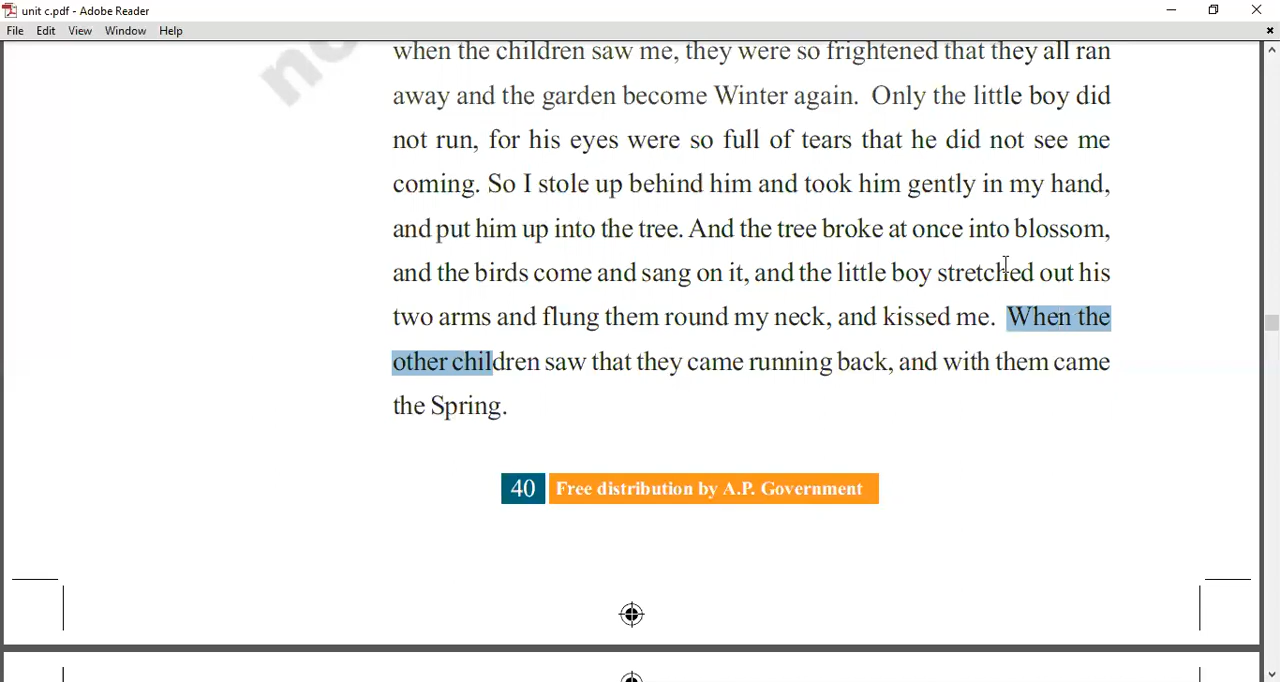 unit c.pdf - Adobe Reader
File Edit View Window Help
when the children saw me, they were so frightened that they all ran
away and the garden become Winter again. Only the little boy did
not run, for his eyes were so full of tears that he did not see me
coming. So I stole up behind him and took him gently in my hand,
and put him up into the tree. And the tree broke at once into blossom,
and the birds come and sang on it, and the little boy stretched out his
two arms and flung them round my neck, and kissed me. When the
other children saw that they came running back, and with them came
the Spring.
40 Free distribution by A.P. Government